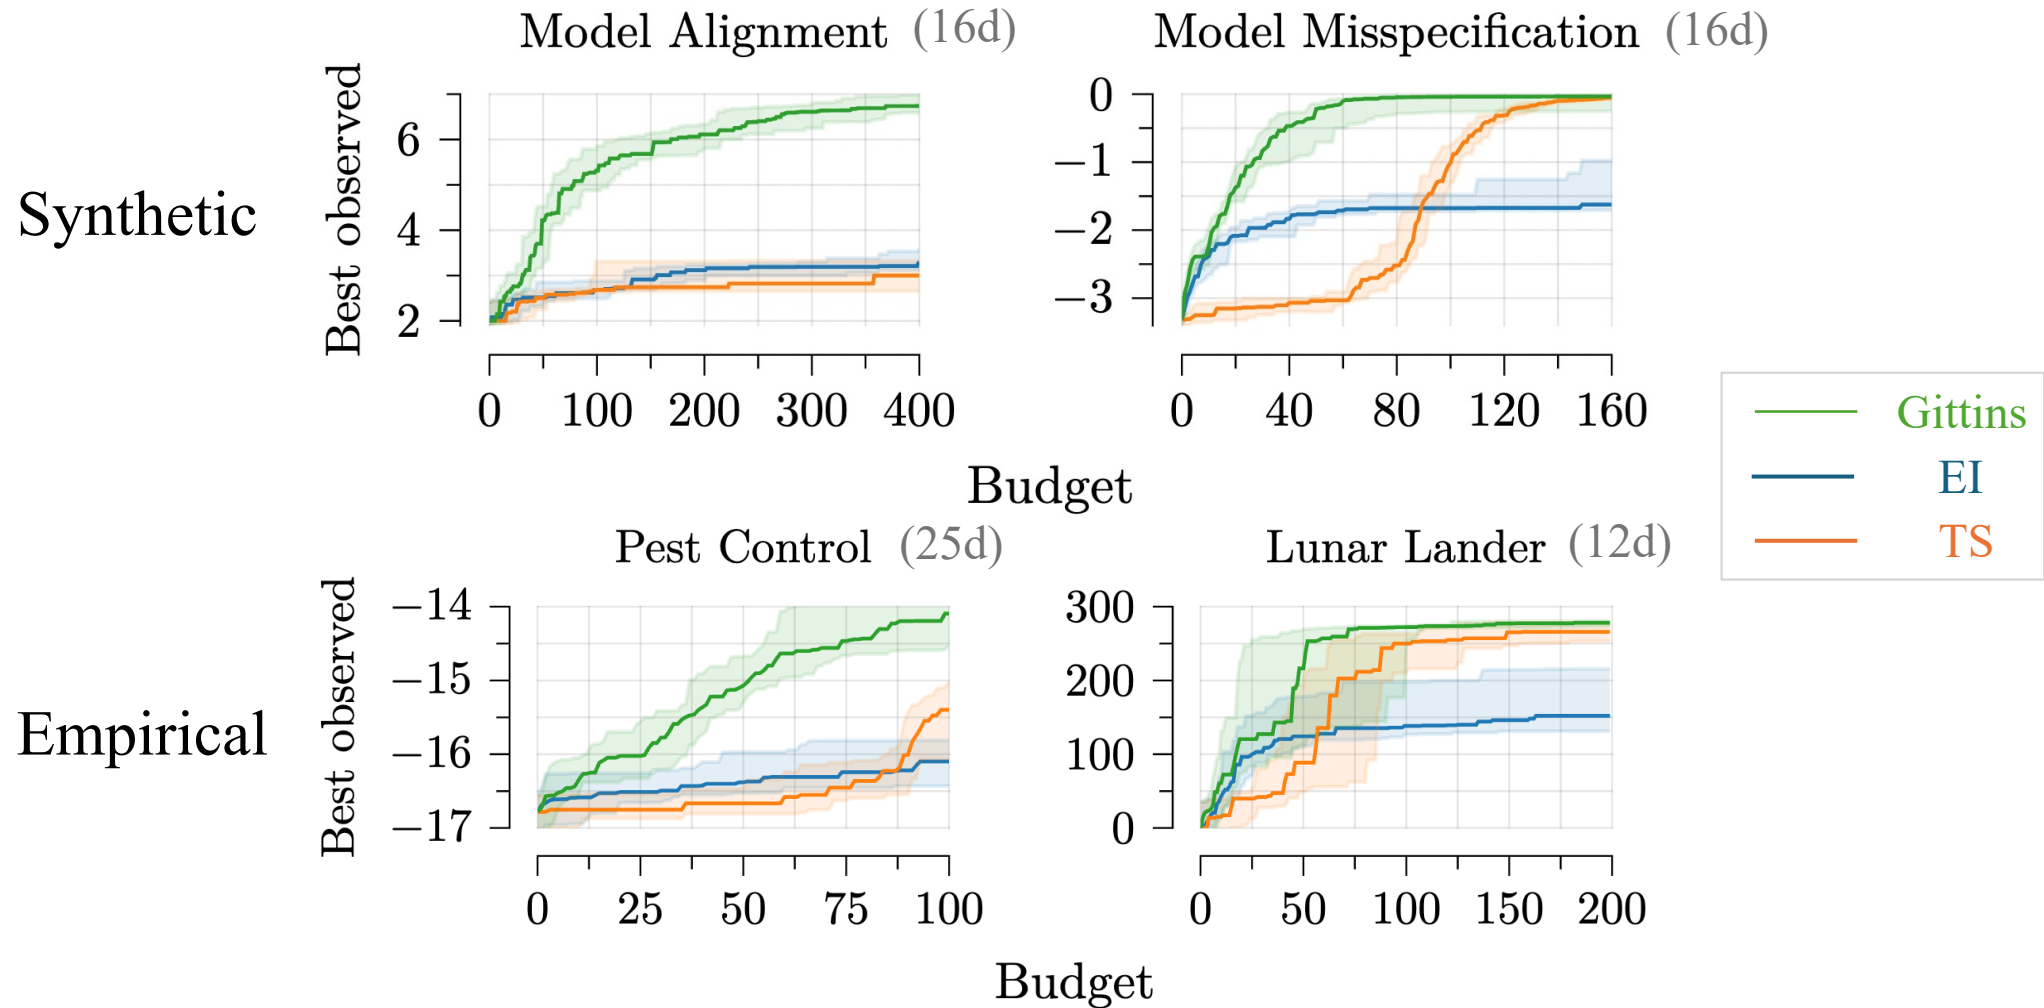 Model Alignment (16d)
Model Misspecification (16d)
Synthetic
Best observed
6
4
2
0 100 200 300 400
0
−1
−2
−3
0 40 80 120 160
Budget
Gittins
EI
TS
Pest Control (25d)
Lunar Lander (12d)
Empirical
Best observed
−14
−15
−16
−17
0 25 50 75 100
300
200
100
0
0 50 100 150 200
Budget